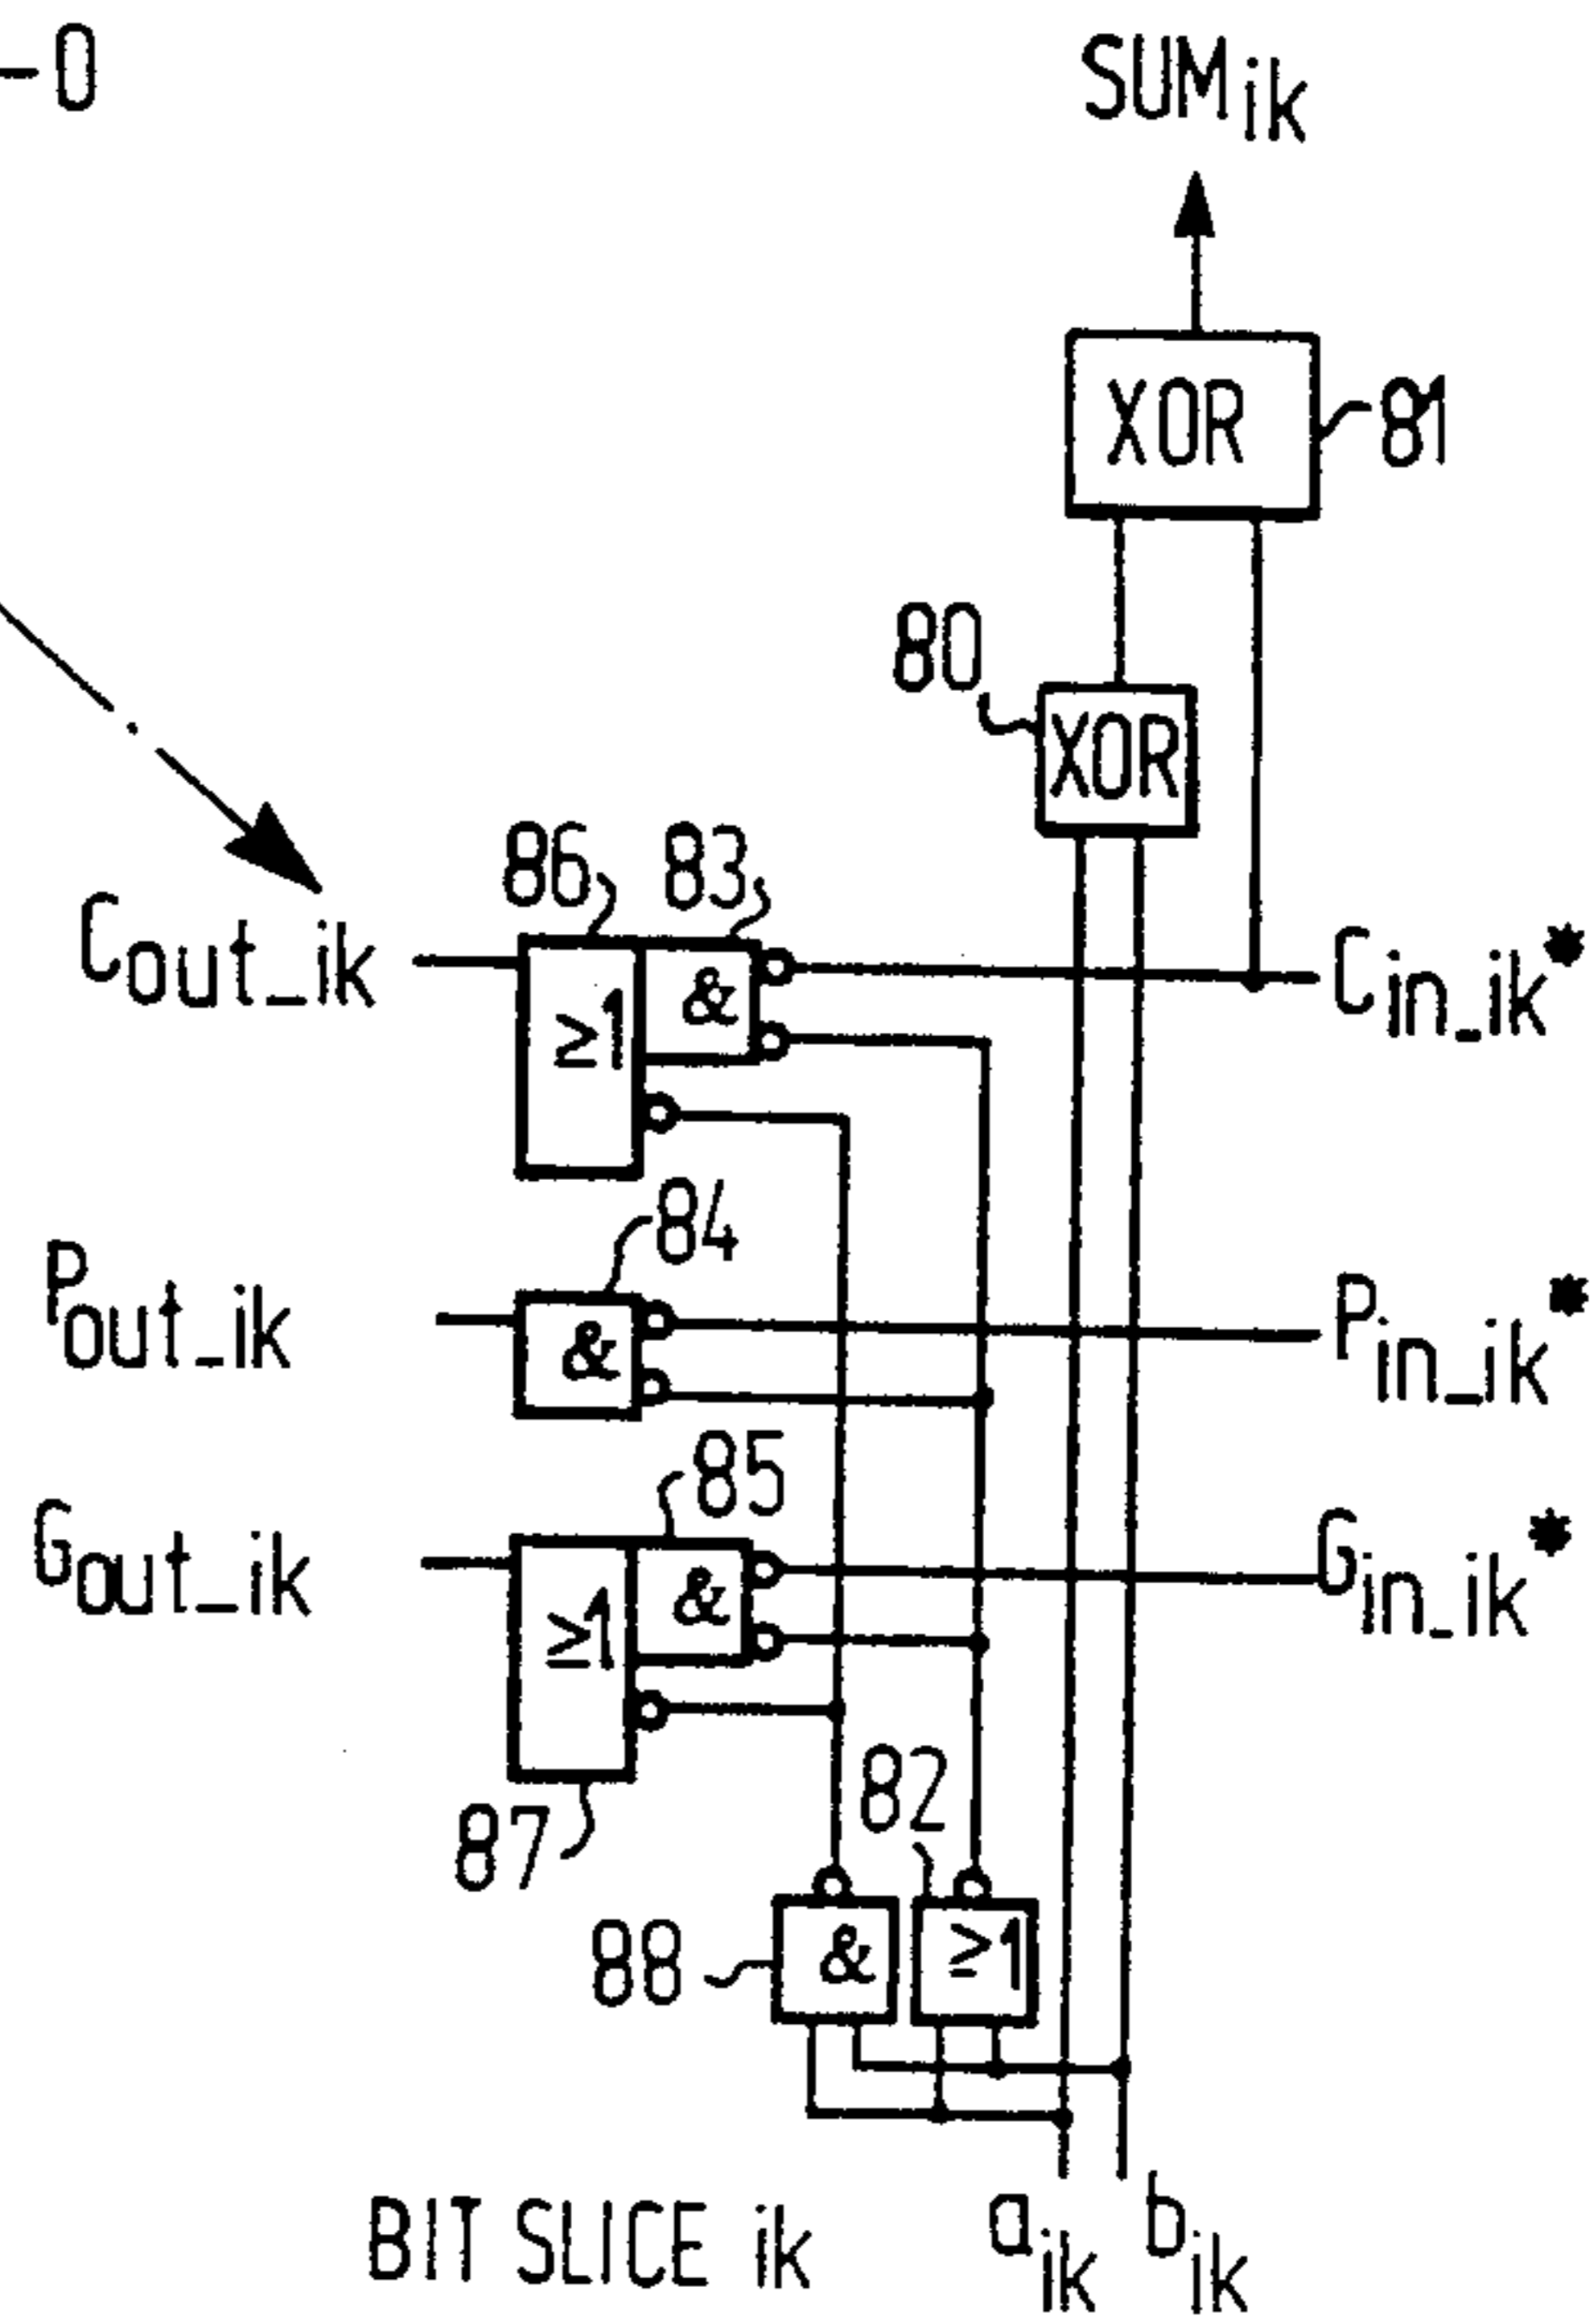 -0
SUMik
XOR
81
80
XOR
86 83
Cout_ik
≥1 &
Cin_ik*
84
Pout_ik
&
Pin_ik*
85
Gout_ik
≥1 &
Gin_ik*
82
87
88
& ≥1
BIT SLICE ik
aik bik